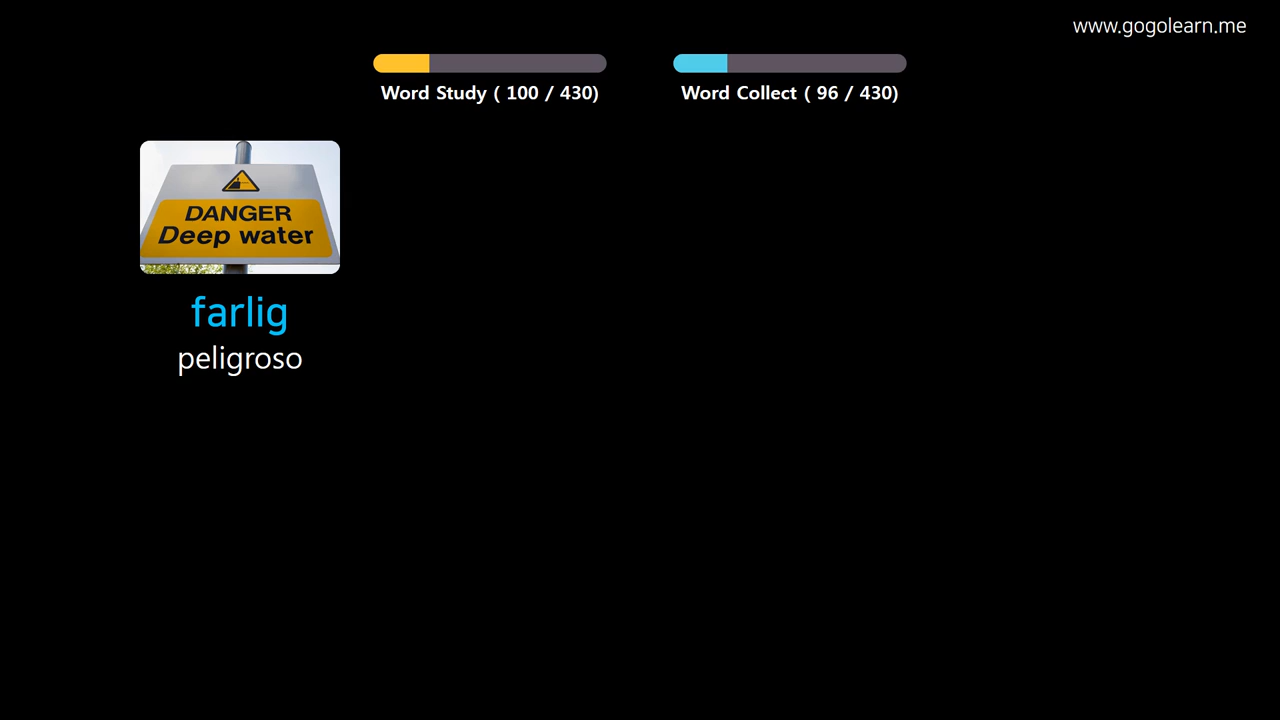 www.gogolearn.me
Word Study ( 100 / 430)
Word Collect ( 96 / 430)
DANGER
Deep water
farlig
peligroso